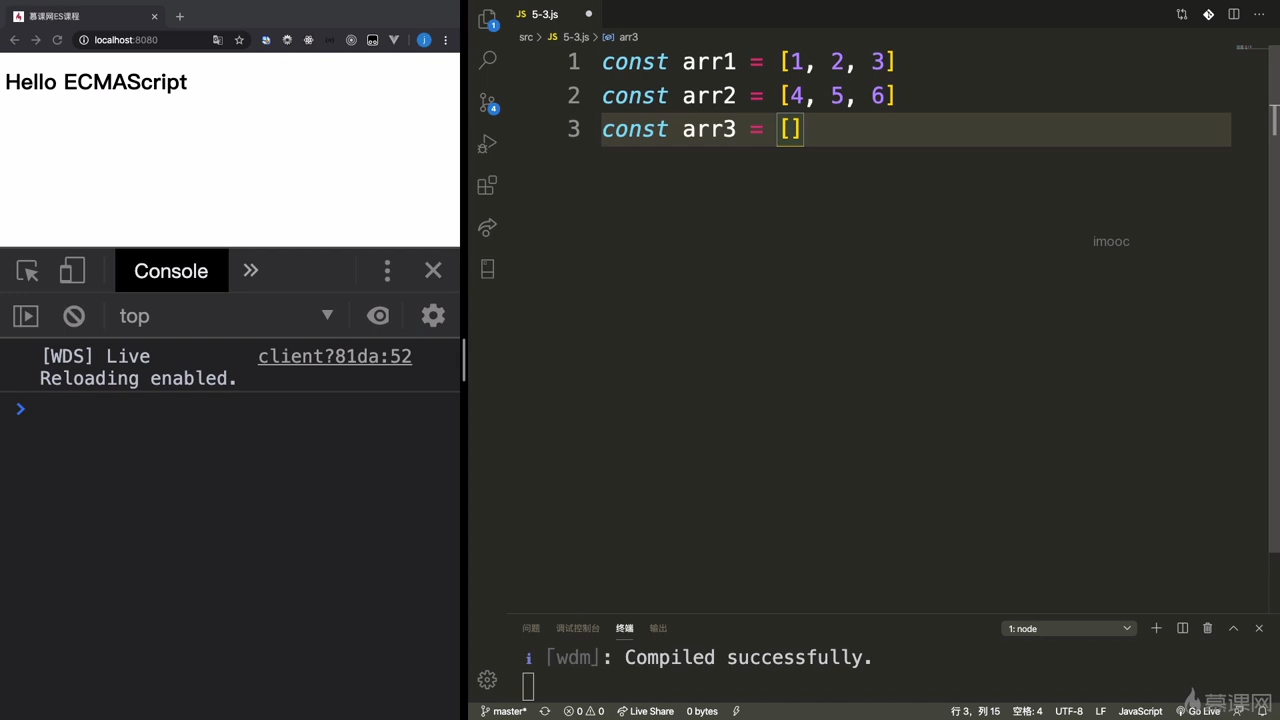 慕课网ES课程
localhost:8080
Hello ECMAScript
Console
top
[WDS] Live Reloading enabled.
client?81da:52
JS 5-3.js
src > JS 5-3.js > arr3
1 const arr1 = [1, 2, 3]
2 const arr2 = [4, 5, 6]
3 const arr3 = []
imooc
问题 调试控制台 终端 输出
1: node
i ｢wdm｣: Compiled successfully.
master* 0 0 Live Share 0 bytes
行 3, 列 15 空格: 4 UTF-8 LF JavaScript Go Live
慕课网